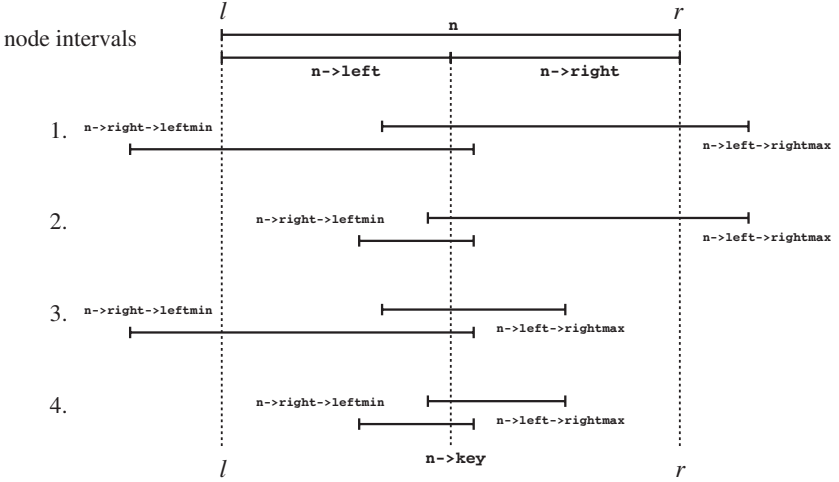 l r
n
node intervals
n->left n->right
1. n->right->leftmin
n->left->rightmax
2. n->right->leftmin
n->left->rightmax
3. n->right->leftmin
n->left->rightmax
4. n->right->leftmin
n->left->rightmax
n->key
l r